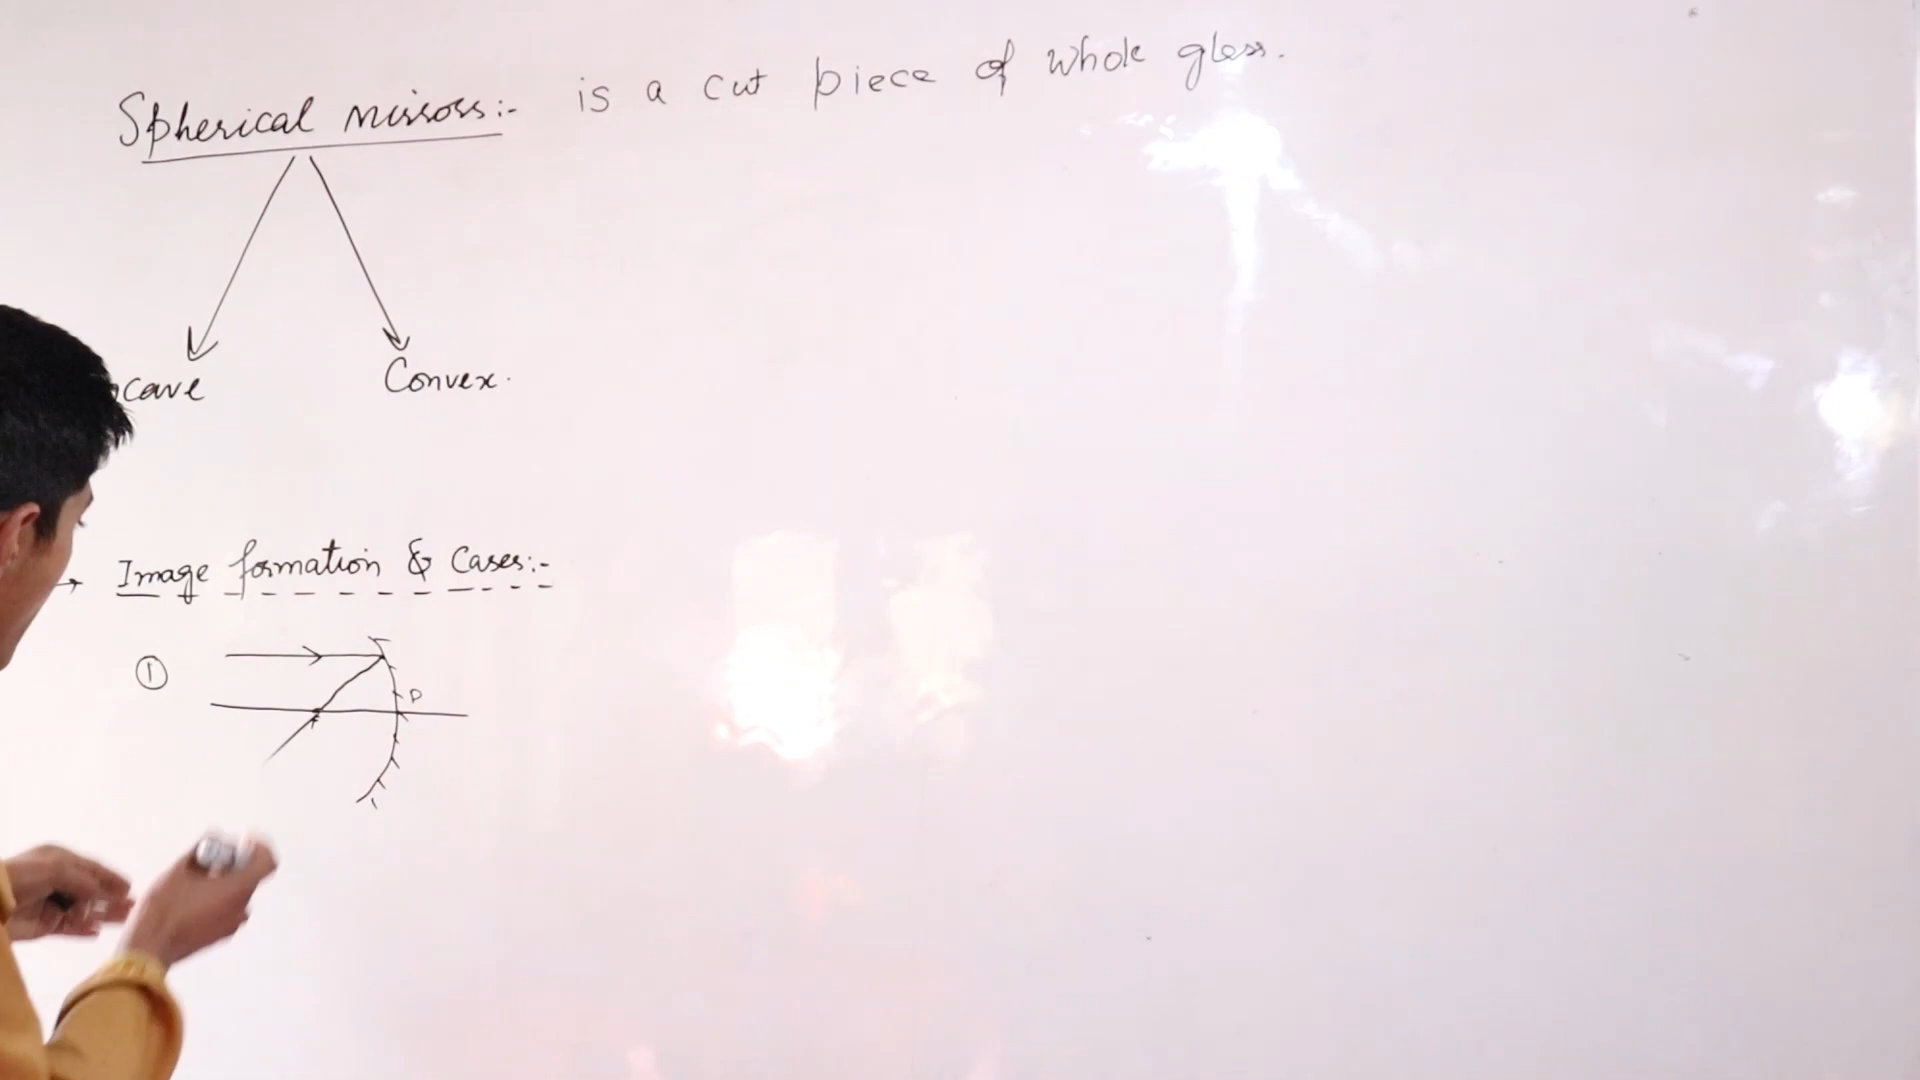 Spherical mirrors:- is a cut piece of whole glass.
cave Convex.
→ Image formation & Cases:-
①
P